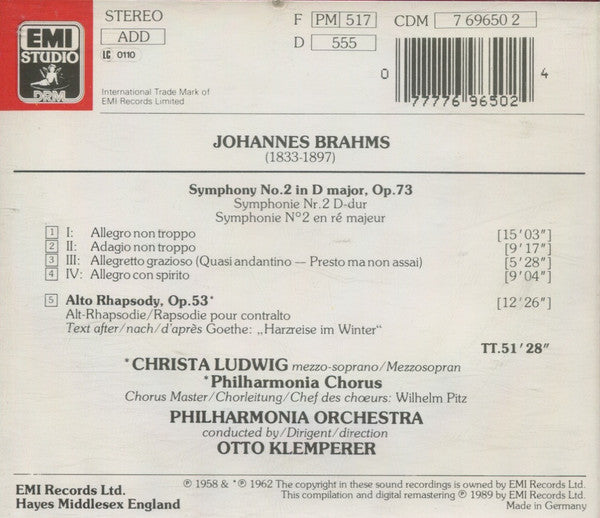 EMI
STUDIO
DRM
STEREO
ADD
LC 0110
International Trade Mark of
EMI Records Limited
F PM 517
D 555
CDM 7 69650 2
0 77776 96502 4
JOHANNES BRAHMS
(1833-1897)
Symphony No.2 in D major, Op.73
Symphonie Nr.2 D-dur
Symphonie N°2 en ré majeur
1 I: Allegro non troppo [15′03″]
2 II: Adagio non troppo [9′17″]
3 III: Allegretto grazioso (Quasi andantino — Presto ma non assai) [5′28″]
4 IV: Allegro con spirito [9′04″]
5 Alto Rhapsody, Op.53* [12′26″]
Alt-Rhapsodie/Rapsodie pour contralto
Text after/nach/d'après Goethe: „Harzreise im Winter"
TT.51′28″
*CHRISTA LUDWIG mezzo-soprano/Mezzosopran
*Philharmonia Chorus
Chorus Master/Chorleitung/Chef des chœurs: Wilhelm Pitz
PHILHARMONIA ORCHESTRA
conducted by/Dirigent/direction
OTTO KLEMPERER
EMI Records Ltd.
Hayes Middlesex England
℗ 1958 & *℗ 1962 The copyright in these sound recordings is owned by EMI Records Ltd.
This compilation and digital remastering ℗ 1989 by EMI Records Ltd.
Made in Germany